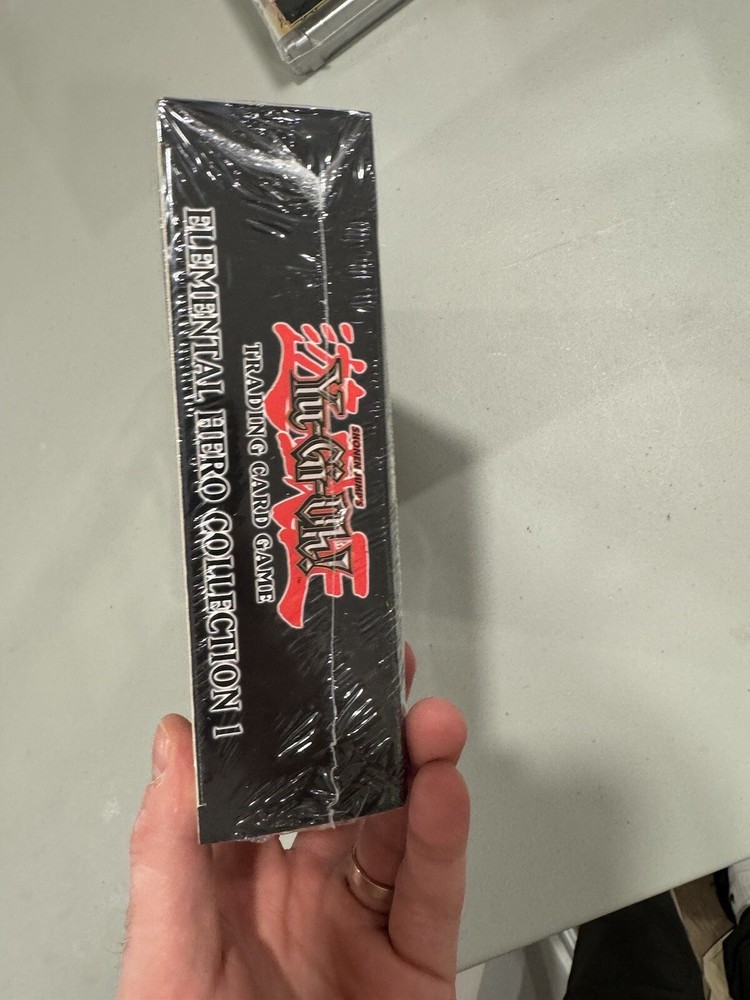 SHONEN JUMP'S
Yu-Gi-Oh!
TRADING CARD GAME
ELEMENTAL HERO COLLECTION 1